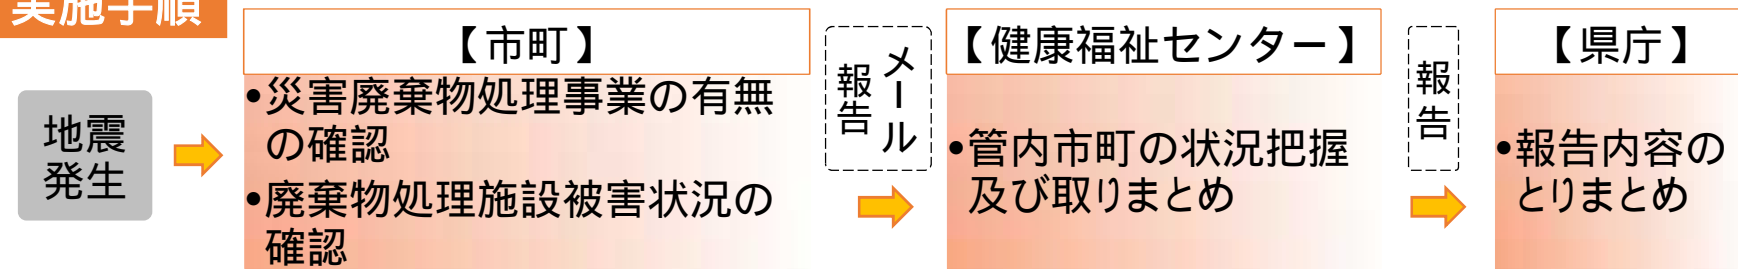 実施手順
地震
発生
【市町】
•災害廃棄物処理事業の有無
の確認
•廃棄物処理施設被害状況の
確認
メール
報告
【健康福祉センター】
•管内市町の状況把握
及び取りまとめ
報告
【県庁】
•報告内容の
とりまとめ